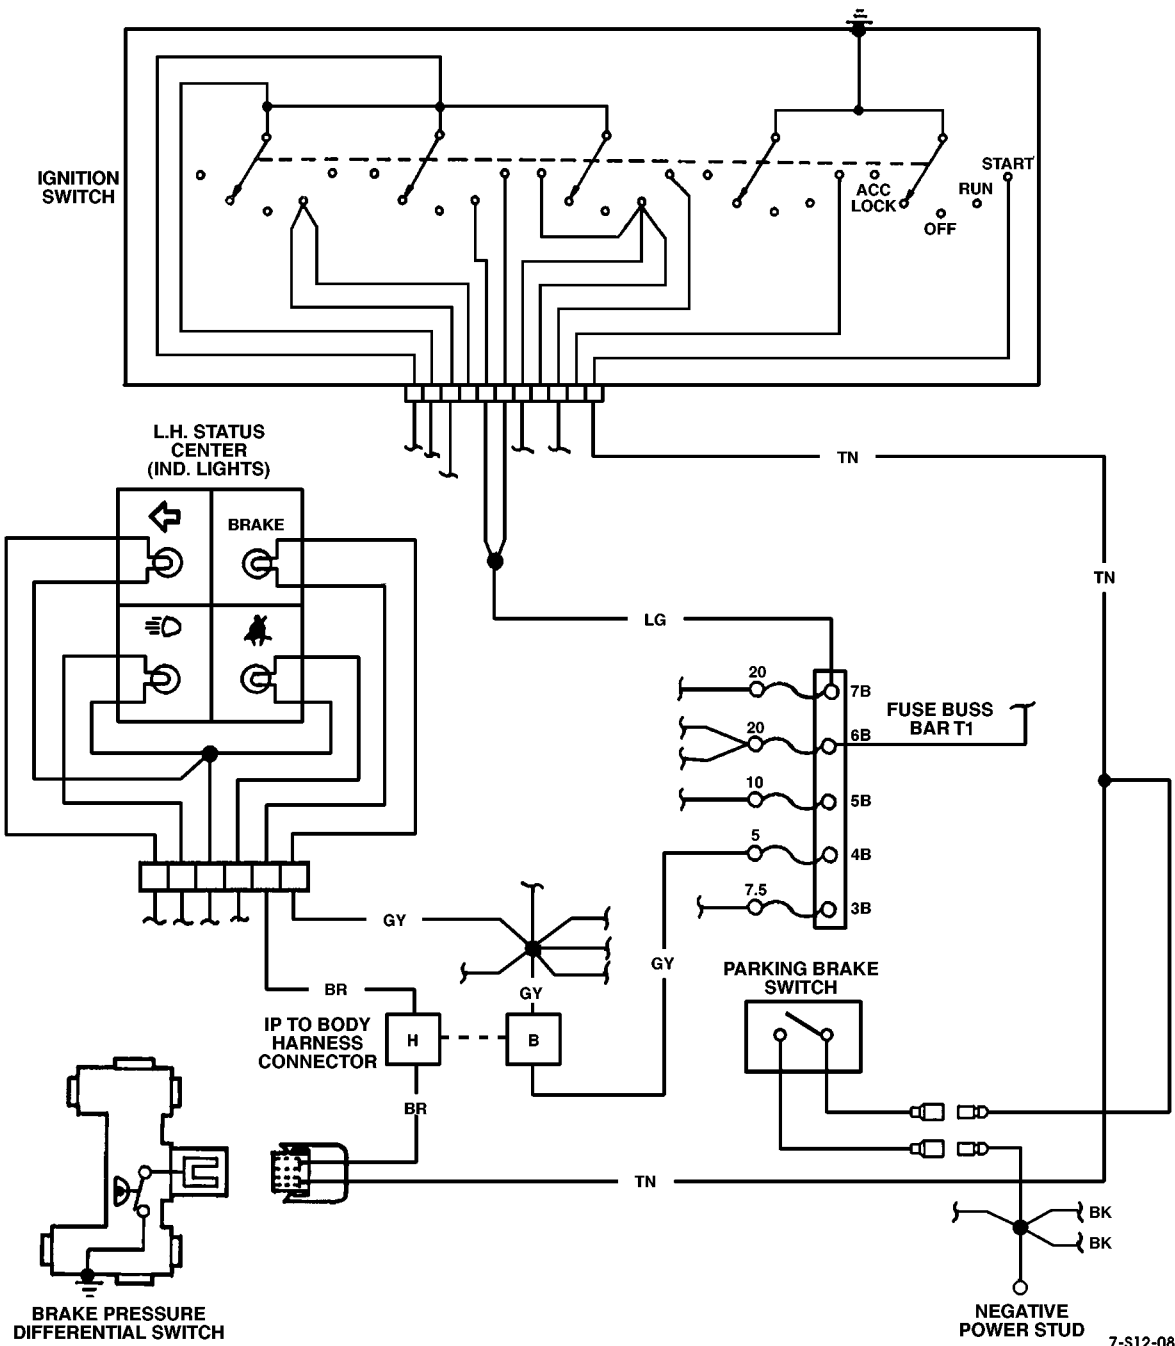 IGNITION
SWITCH
START
ACC
LOCK
RUN
OFF
L.H. STATUS
CENTER
(IND. LIGHTS)
TN
BRAKE
TN
LG
20
7B
FUSE BUSS
BAR T1
20
6B
10
5B
5
4B
7.5
3B
GY
GY
PARKING BRAKE
SWITCH
BR
GY
IP TO BODY
HARNESS
CONNECTOR
H
B
BR
TN
BK
BK
BRAKE PRESSURE
DIFFERENTIAL SWITCH
NEGATIVE
POWER STUD
7-S12-08